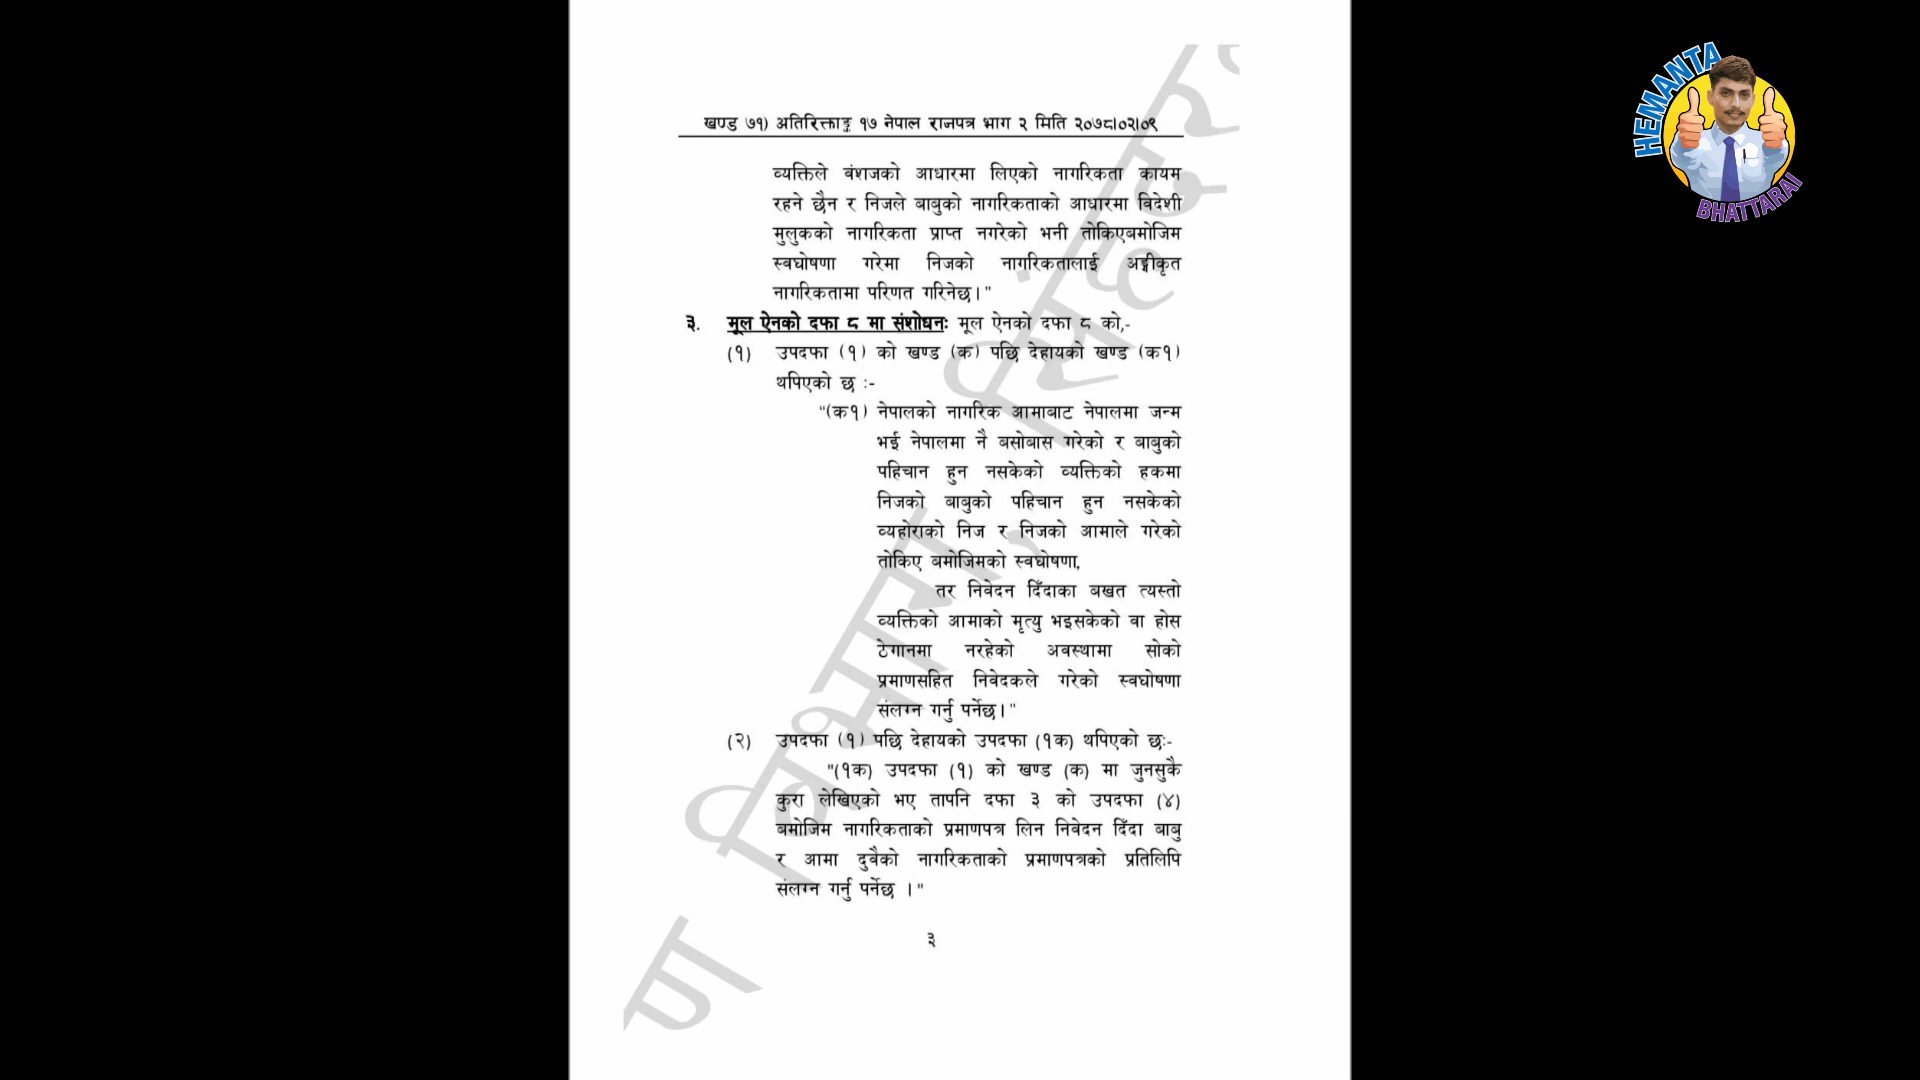 खण्ड ७१) अतिरिक्ताङ्क १७ नेपाल राजपत्र भाग २ मिति २०७८।०२।०९
व्यक्तिले बंशजको आधारमा लिएको नागरिकता कायम
रहने छैन र निजले बाबुको नागरिकताको आधारमा विदेशी
मुलुकको नागरिकता प्राप्त नगरेको भनी तोकिएबमोजिम
स्वघोषणा गरेमा निजको नागरिकतालाई अङ्गीकृत
नागरिकतामा परिणत गरिनेछ।"
३. मूल ऐनको दफा ८ मा संशोधनः मूल ऐनको दफा ८ को,-
(१) उपदफा (१) को खण्ड (क) पछि देहायको खण्ड (क१)
थपिएको छ :-
"(क१) नेपालको नागरिक आमाबाट नेपालमा जन्म
भई नेपालमा नै बसोबास गरेको र बाबुको
पहिचान हुन नसकेको व्यक्तिको हकमा
निजको बाबुको पहिचान हुन नसकेको
व्यहोराको निज र निजको आमाले गरेको
तोकिए बमोजिमको स्वघोषणा,
तर निवेदन दिँदाका बखत त्यस्तो
व्यक्तिको आमाको मृत्यु भइसकेको वा होस
ठेगानमा नरहेको अवस्थामा सोको
प्रमाणसहित निवेदकले गरेको स्वघोषणा
संलग्न गर्नु पर्नेछ।"
(२) उपदफा (१) पछि देहायको उपदफा (१क) थपिएको छः-
"(१क) उपदफा (१) को खण्ड (क) मा जुनसुकै
कुरा लेखिएको भए तापनि दफा ३ को उपदफा (४)
बमोजिम नागरिकताको प्रमाणपत्र लिन निवेदन दिँदा बाबु
र आमा दुवैको नागरिकताको प्रमाणपत्रको प्रतिलिपि
संलग्न गर्नु पर्नेछ ।"
३
HEMANTA
BHATTARAI